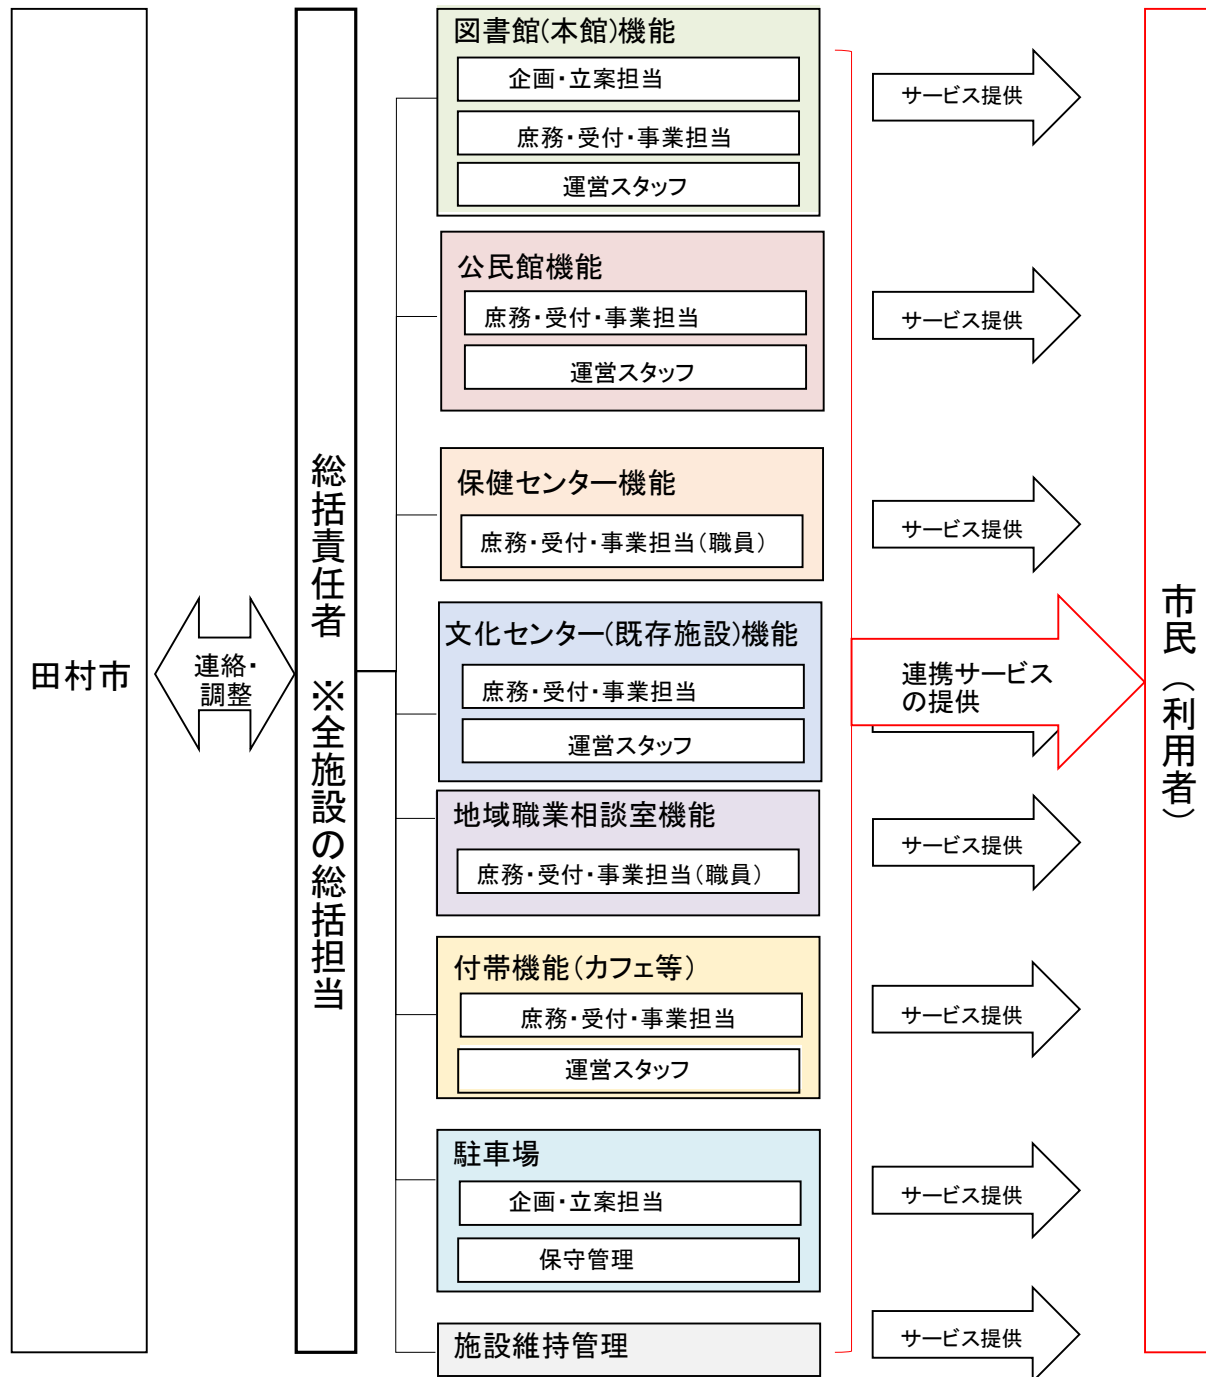 田村市
連絡・
調整
総括責任者　※全施設の総括担当
図書館(本館)機能
企画・立案担当
庶務・受付・事業担当
運営スタッフ
サービス提供
公民館機能
庶務・受付・事業担当
運営スタッフ
サービス提供
保健センター機能
庶務・受付・事業担当(職員)
サービス提供
文化センター(既存施設)機能
庶務・受付・事業担当
運営スタッフ
連携サービス
の提供
地域職業相談室機能
庶務・受付・事業担当(職員)
サービス提供
付帯機能(カフェ等)
庶務・受付・事業担当
運営スタッフ
サービス提供
駐車場
企画・立案担当
保守管理
サービス提供
施設維持管理
サービス提供
市民（利用者）